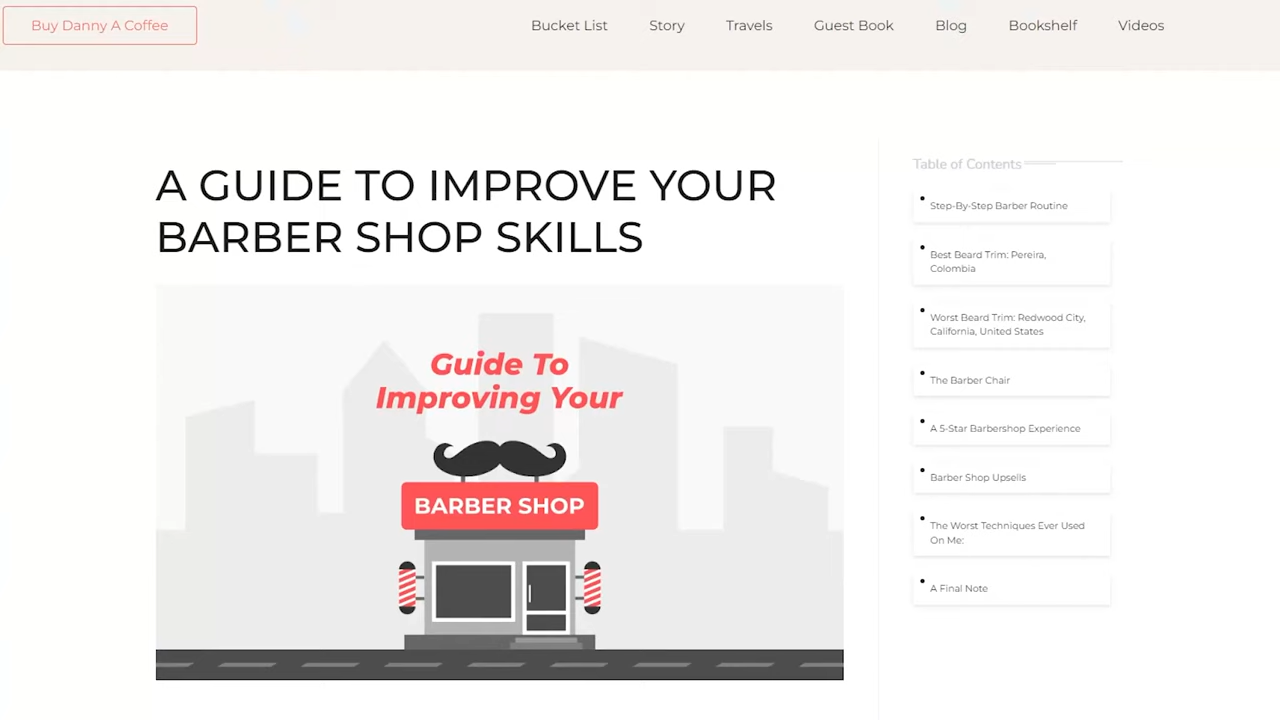 Buy Danny A Coffee
Bucket List
Story
Travels
Guest Book
Blog
Bookshelf
Videos
A GUIDE TO IMPROVE YOUR
BARBER SHOP SKILLS
Guide To
Improving Your
BARBER SHOP
Table of Contents
Step-By-Step Barber Routine
Best Beard Trim: Pereira,
Colombia
Worst Beard Trim: Redwood City,
California, United States
The Barber Chair
A 5-Star Barbershop Experience
Barber Shop Upsells
The Worst Techniques Ever Used
On Me:
A Final Note